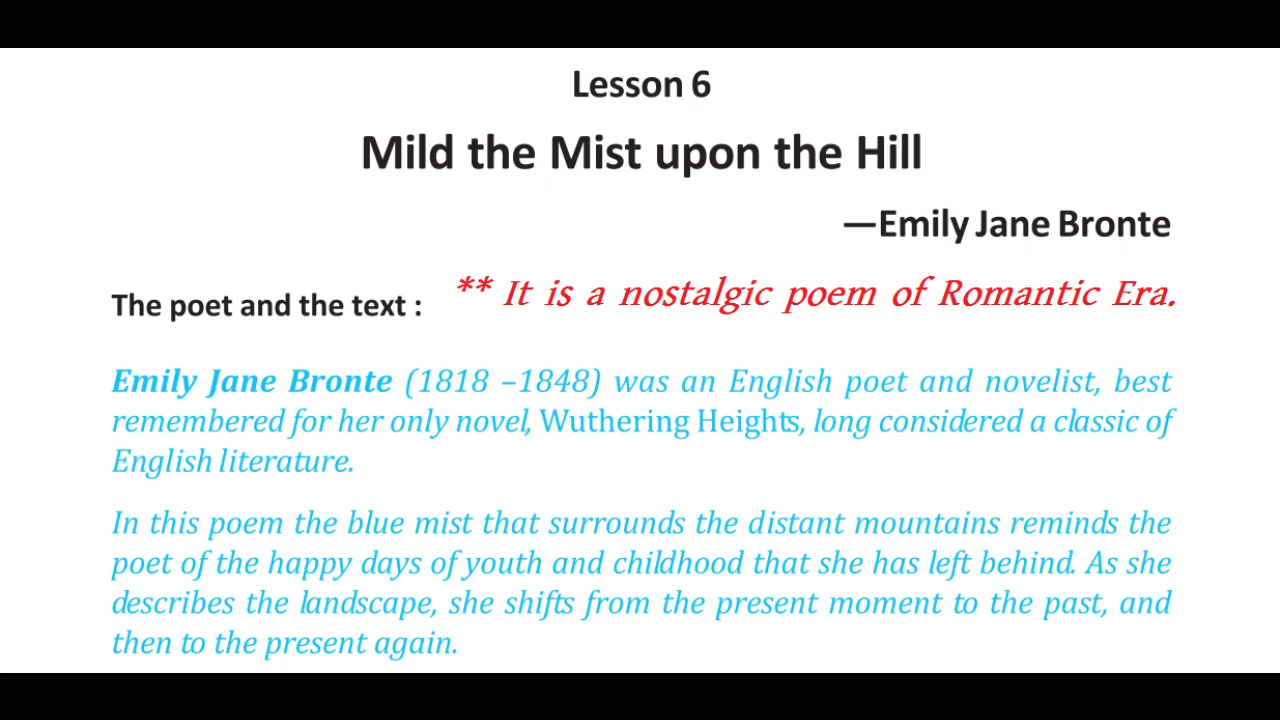 Lesson 6
Mild the Mist upon the Hill
—Emily Jane Bronte
The poet and the text : ** It is a nostalgic poem of Romantic Era.
Emily Jane Bronte (1818 –1848) was an English poet and novelist, best
remembered for her only novel, Wuthering Heights, long considered a classic of
English literature.
In this poem the blue mist that surrounds the distant mountains reminds the
poet of the happy days of youth and childhood that she has left behind. As she
describes the landscape, she shifts from the present moment to the past, and
then to the present again.